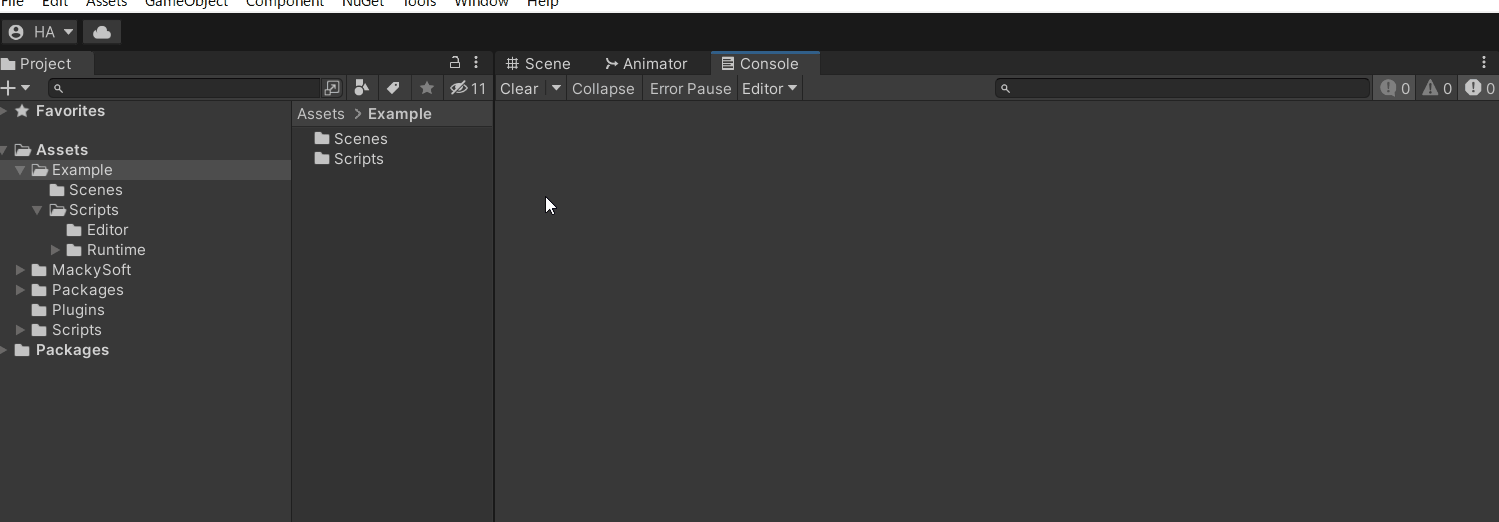 File Edit Assets GameObject Component NuGet Tools Window Help
HA
Project
Scene
Animator
Console
11
Clear
Collapse
Error Pause
Editor
0
0
0
Favorites
Assets
Example
Scenes
Scripts
Editor
Runtime
MackySoft
Packages
Plugins
Scripts
Packages
Assets > Example
Scenes
Scripts